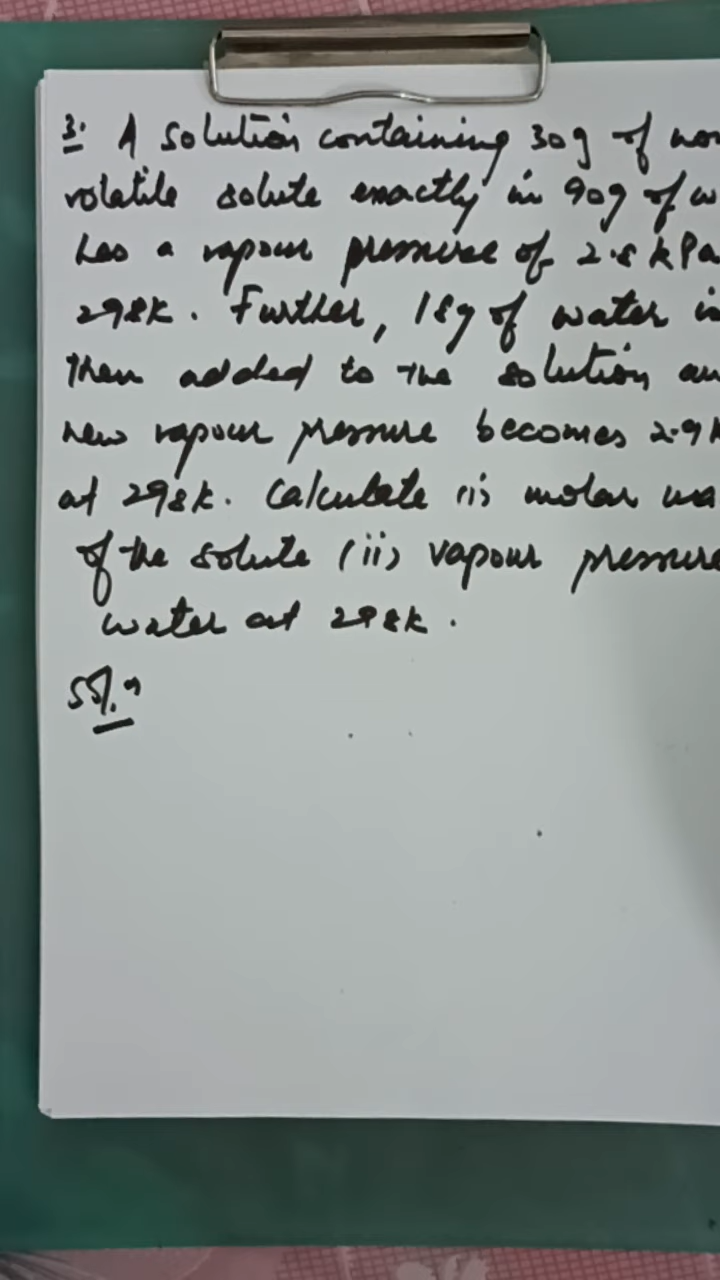 3. A solution containing 30g of non
volatile solute exactly in 90g of w
has a vapour pressure of 2.8 kPa
298K. Further, 18g of water is
then added to the solution an
new vapour pressure becomes 2.9 k
at 298K. Calculate (i) molar ma
of the solute (ii) vapour pressure
water at 298K.
Sol.n